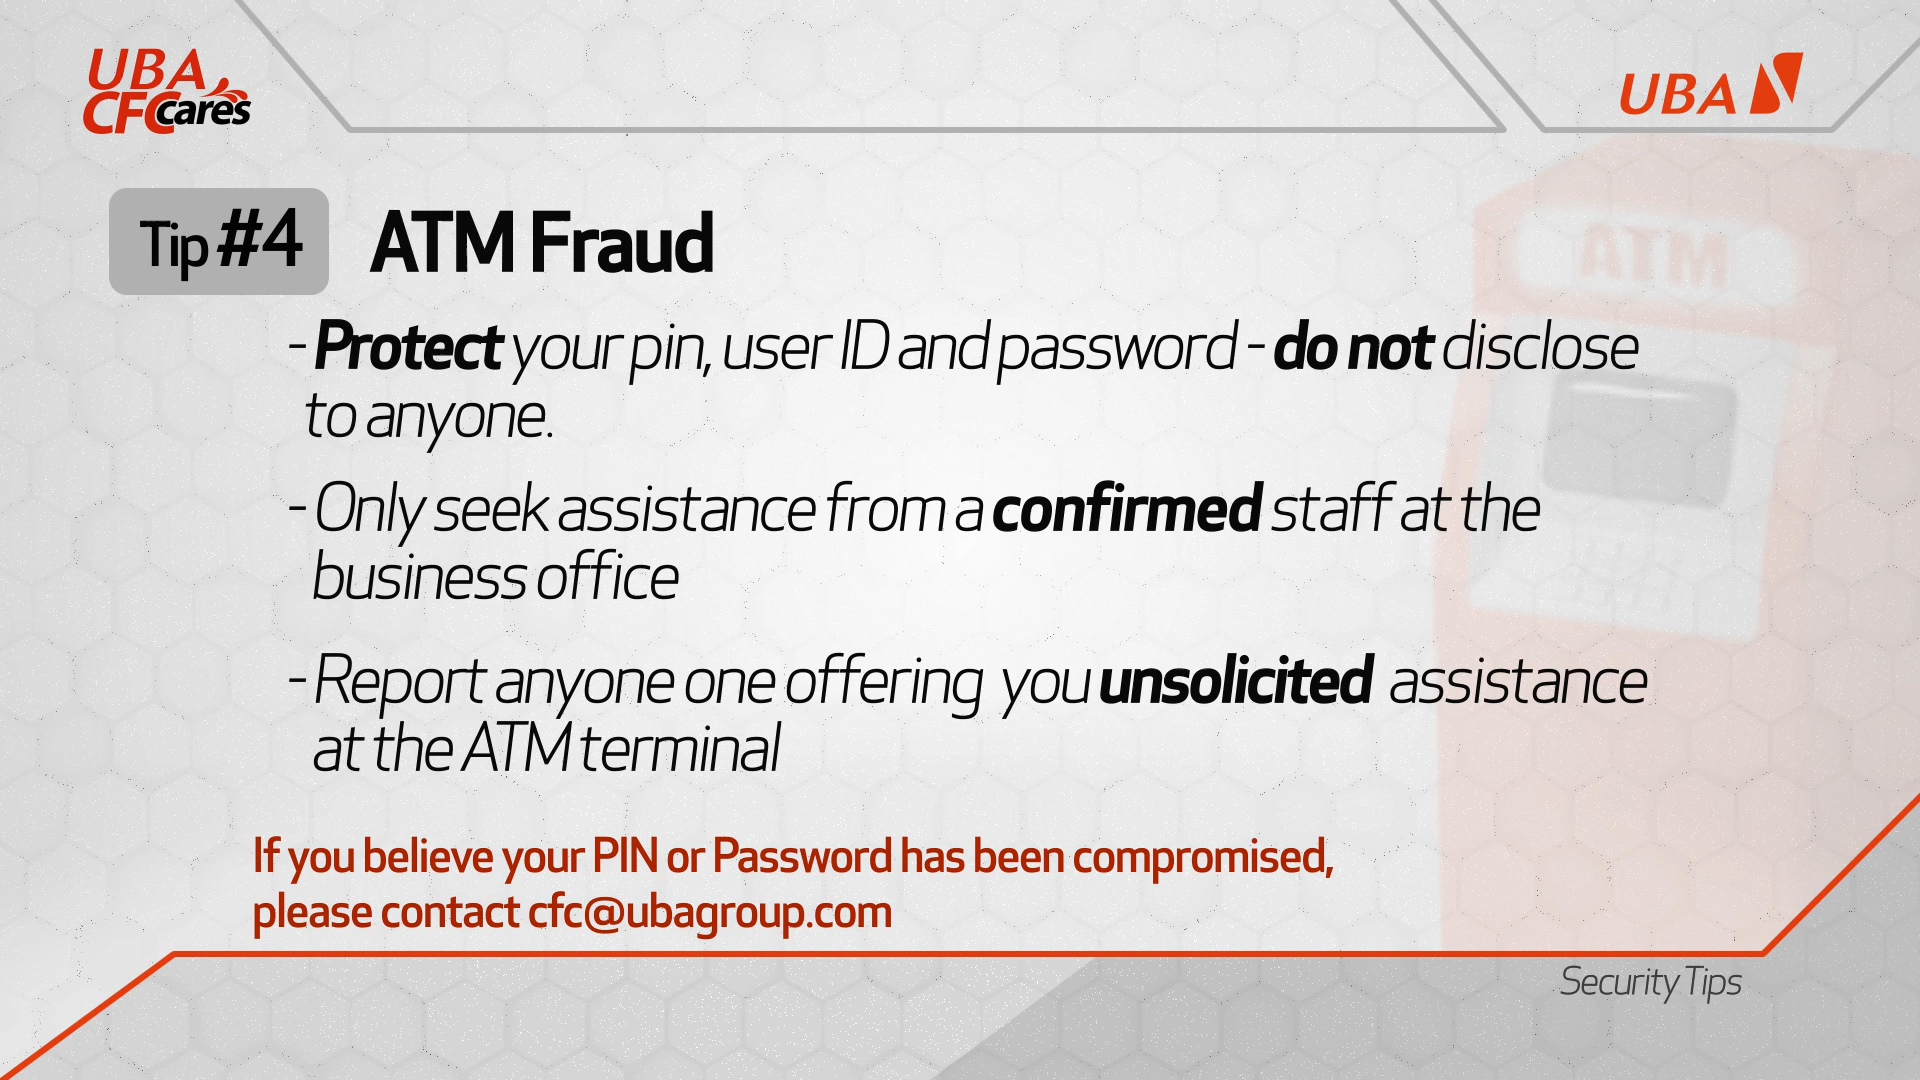 UBA
CFCcares
UBA
Tip #4
ATM Fraud
- Protect your pin, user ID and password - do not disclose
to anyone.
- Only seek assistance from a confirmed staff at the
business office
- Report anyone one offering you unsolicited assistance
at the ATM terminal
ATM
If you believe your PIN or Password has been compromised,
please contact cfc@ubagroup.com
Security Tips